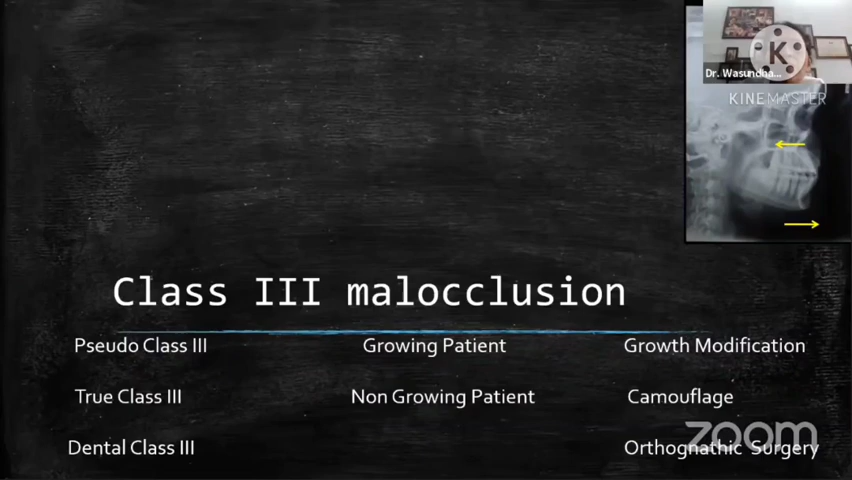 K
Dr. Wasundha...
KINEMASTER
Class III malocclusion
Pseudo Class III Growing Patient Growth Modification
True Class III Non Growing Patient Camouflage
zoom
Dental Class III Orthognathic Surgery